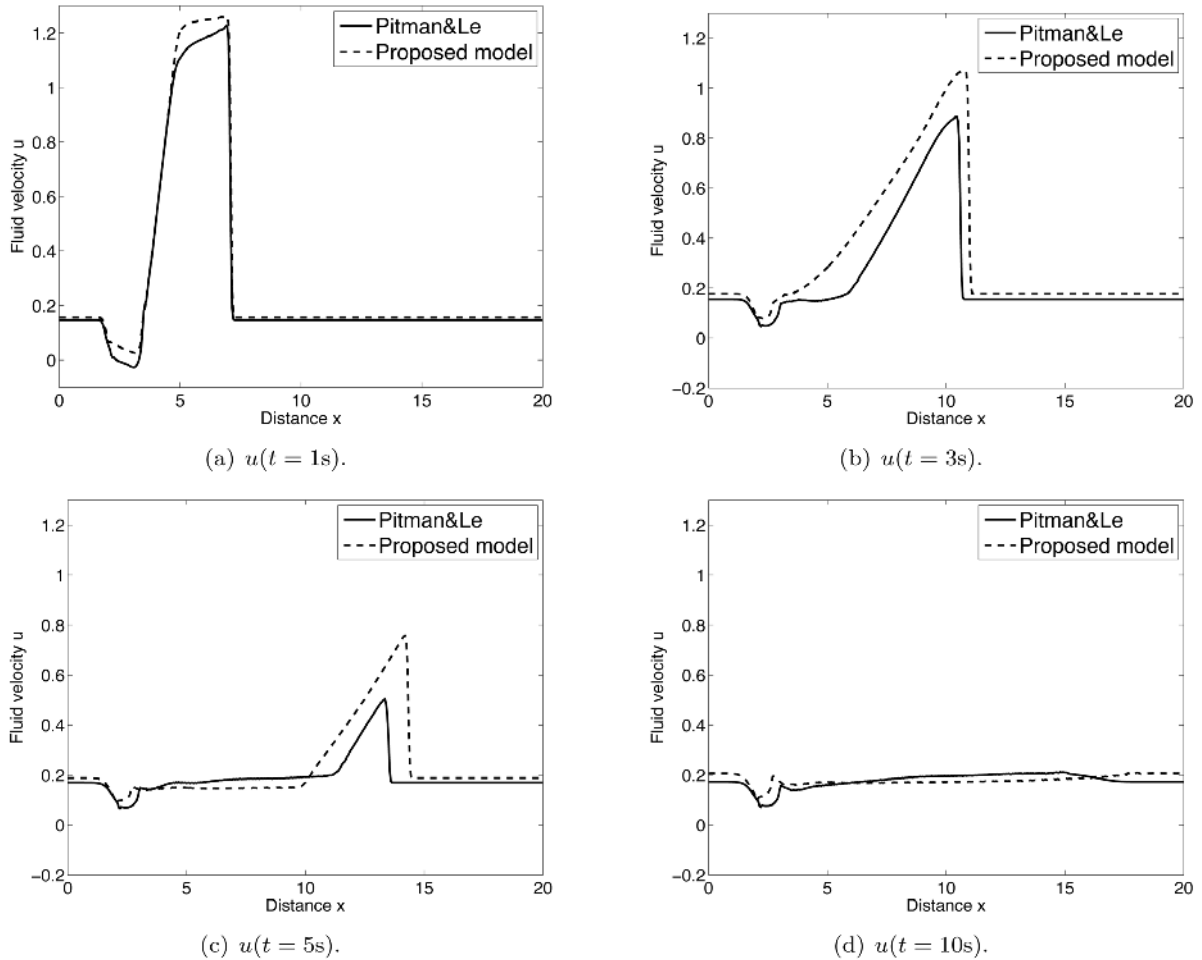 1.2
1
0.8
0.6
0.4
0.2
0
Fluid velocity u
Pitman&Le
Proposed model
0 5 10 15 20
Distance x
(a) u(t = 1s).
1.2
1
0.8
0.6
0.4
0.2
0
−0.2
Fluid velocity u
Pitman&Le
Proposed model
0 5 10 15 20
Distance x
(b) u(t = 3s).
1.2
1
0.8
0.6
0.4
0.2
0
−0.2
Fluid velocity u
Pitman&Le
Proposed model
0 5 10 15 20
Distance x
(c) u(t = 5s).
1.2
1
0.8
0.6
0.4
0.2
0
−0.2
Fluid velocity u
Pitman&Le
Proposed model
0 5 10 15 20
Distance x
(d) u(t = 10s).